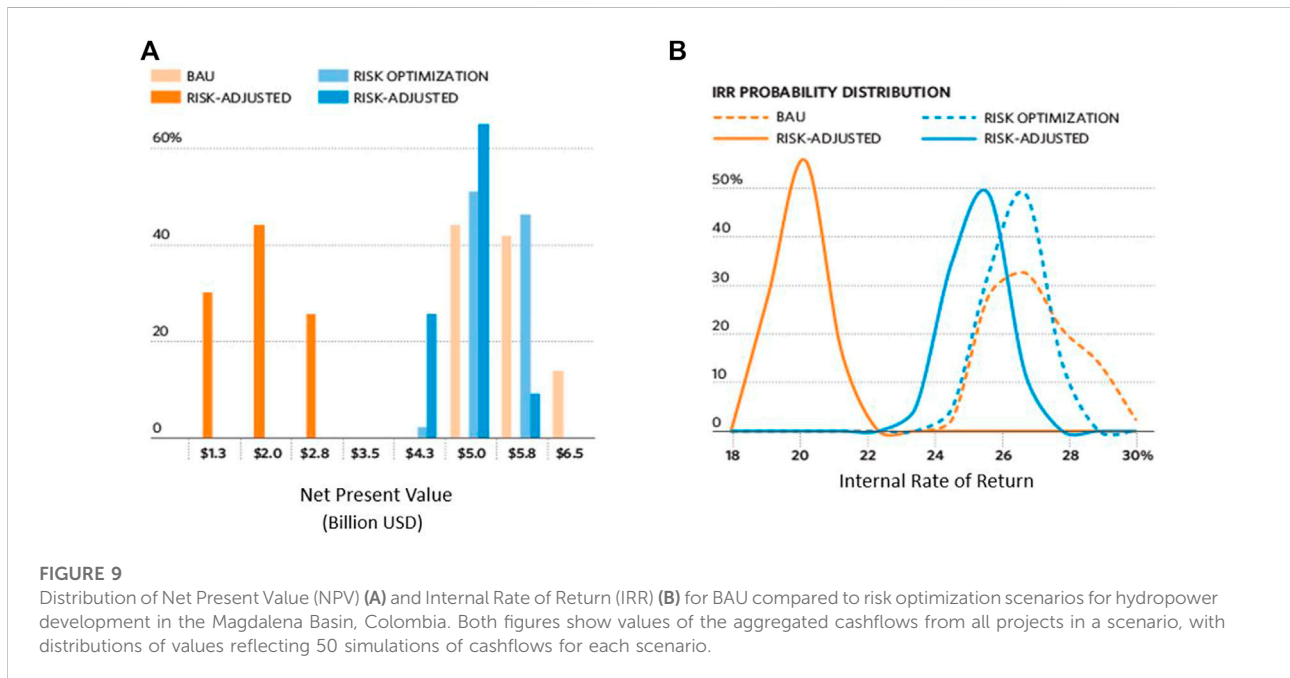 A
BAU
RISK OPTIMIZATION
RISK-ADJUSTED
RISK-ADJUSTED
60%
40
20
0
$1.3 $2.0 $2.8 $3.5 $4.3 $5.0 $5.8 $6.5
Net Present Value
(Billion USD)
B
IRR PROBABILITY DISTRIBUTION
BAU
RISK OPTIMIZATION
RISK-ADJUSTED
RISK-ADJUSTED
50%
40
30
20
10
0
18 20 22 24 26 28 30%
Internal Rate of Return
FIGURE 9
Distribution of Net Present Value (NPV) (A) and Internal Rate of Return (IRR) (B) for BAU compared to risk optimization scenarios for hydropower
development in the Magdalena Basin, Colombia. Both figures show values of the aggregated cashflows from all projects in a scenario, with
distributions of values reflecting 50 simulations of cashflows for each scenario.